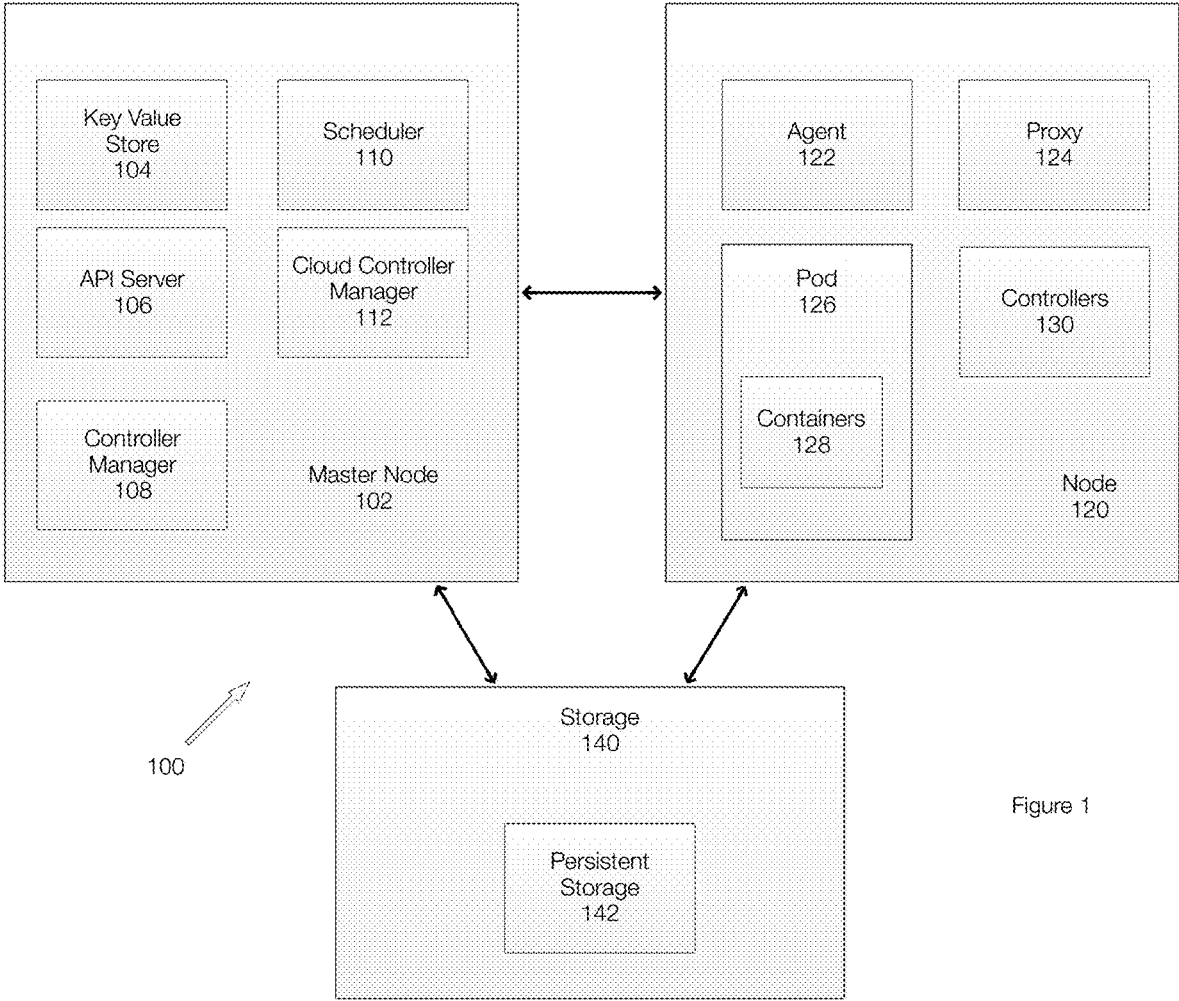 Key Value
Store
104
Scheduler
110
API Server
106
Cloud Controller
Manager
112
Controller
Manager
108
Master Node
102
Agent
122
Proxy
124
Pod
126
Containers
128
Controllers
130
Node
120
Storage
140
Persistent
Storage
142
100
Figure 1